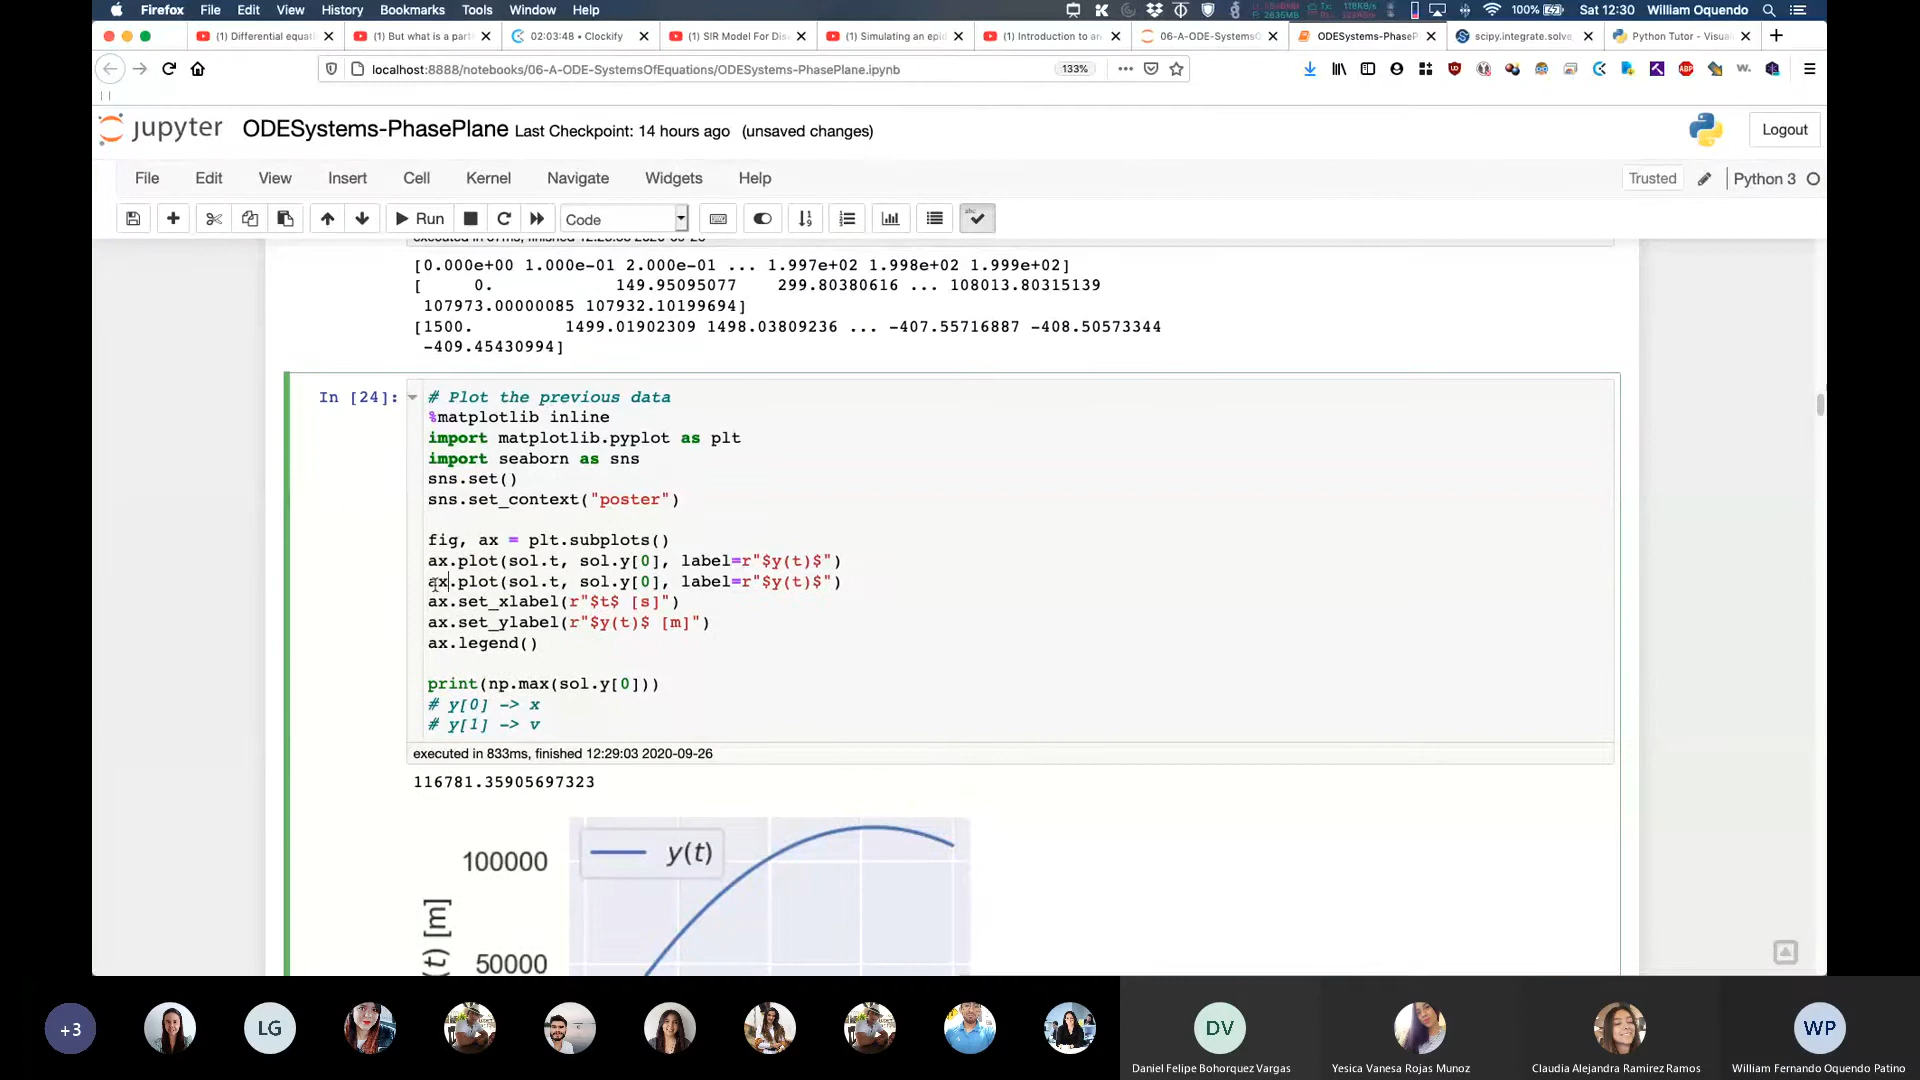 Firefox File Edit View History Bookmarks Tools Window Help 100% Sat 12:30 William Oquendo
(1) Differential equati (1) But what is a part 02:03:48 • Clockify (1) SIR Model For Dis (1) Simulating an epid (1) Introduction to an 06-A-ODE-SystemsO ODESystems-PhaseP scipy.integrate.solve_ Python Tutor - Visual
localhost:8888/notebooks/06-A-ODE-SystemsOfEquations/ODESystems-PhasePlane.ipynb 133%
jupyter ODESystems-PhasePlane Last Checkpoint: 14 hours ago (unsaved changes) Logout
File Edit View Insert Cell Kernel Navigate Widgets Help Trusted Python 3
Run Code
[0.000e+00 1.000e-01 2.000e-01 ... 1.997e+02 1.998e+02 1.999e+02]
[ 0. 149.95095077 299.80380616 ... 108013.80315139
107973.00000085 107932.10199694]
[1500. 1499.01902309 1498.03809236 ... -407.55716887 -408.50573344
-409.45430994]
In [24]: # Plot the previous data
%matplotlib inline
import matplotlib.pyplot as plt
import seaborn as sns
sns.set()
sns.set_context("poster")
fig, ax = plt.subplots()
ax.plot(sol.t, sol.y[0], label=r"$y(t)$")
ax.plot(sol.t, sol.y[0], label=r"$y(t)$")
ax.set_xlabel(r"$t$ [s]")
ax.set_ylabel(r"$y(t)$ [m]")
ax.legend()
print(np.max(sol.y[0]))
# y[0] -> x
# y[1] -> v
executed in 833ms, finished 12:29:03 2020-09-26
116781.35905697323
y(t)
100000
50000
(t) [m]
+3 LG DV WP
Daniel Felipe Bohorquez Vargas Yesica Vanesa Rojas Munoz Claudia Alejandra Ramirez Ramos William Fernando Oquendo Patino